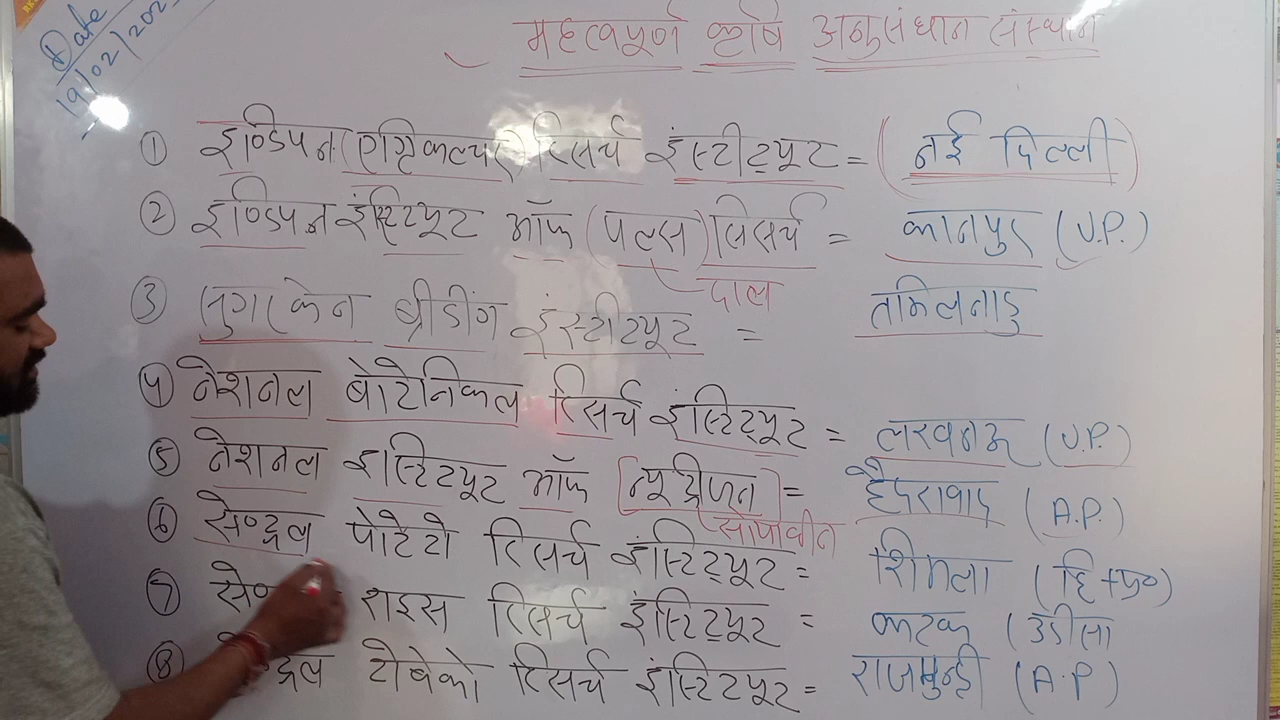 Date
19/02/202
महत्वपूर्ण कृषि अनुसंधान संस्थान
① इण्डियन (एग्रिकल्चर) रिसर्च इंस्टीट्यूट = (नई दिल्ली)
② इण्डियन इंस्टिट्यूट ऑफ (पल्स) रिसर्च = कानपुर (U.P.)
दाल
③ सुगरकेन ब्रीडींग इंस्टीट्यूट = तमिलनाडु
④ नेशनल बोटेनिकल रिसर्च इंस्टिट्यूट = लखनऊ (U.P.)
⑤ नेशनल इंस्टिट्यूट ऑफ [न्यूट्रीशन] = हैदराबाद (A.P.)
सोयाबीन
⑥ सेण्ट्रल पोटेटो रिसर्च इंस्टिट्यूट = शिमला (हि०प्र०)
⑦ राइस रिसर्च इंस्टिट्यूट = कटक (उडीसा
⑧ टोबेको रिसर्च इंस्टिट्यूट = राजमुन्द्री (A.P)